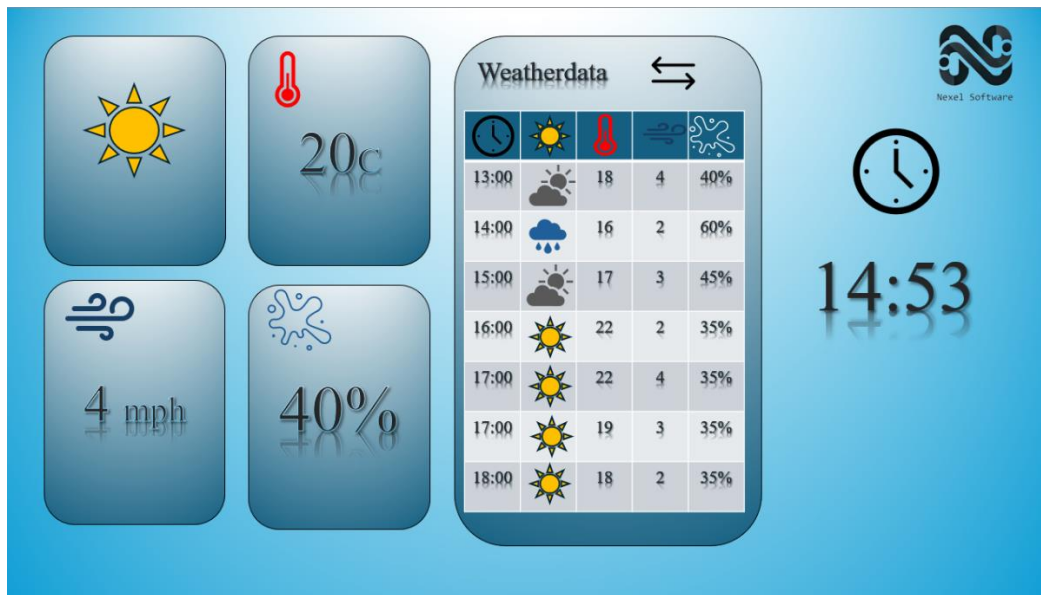 20c
4 mph
40%
Weatherdata
13:00 18 4 40%
14:00 16 2 60%
15:00 17 3 45%
16:00 22 2 35%
17:00 22 4 35%
17:00 19 3 35%
18:00 18 2 35%
Nexel Software
14:53